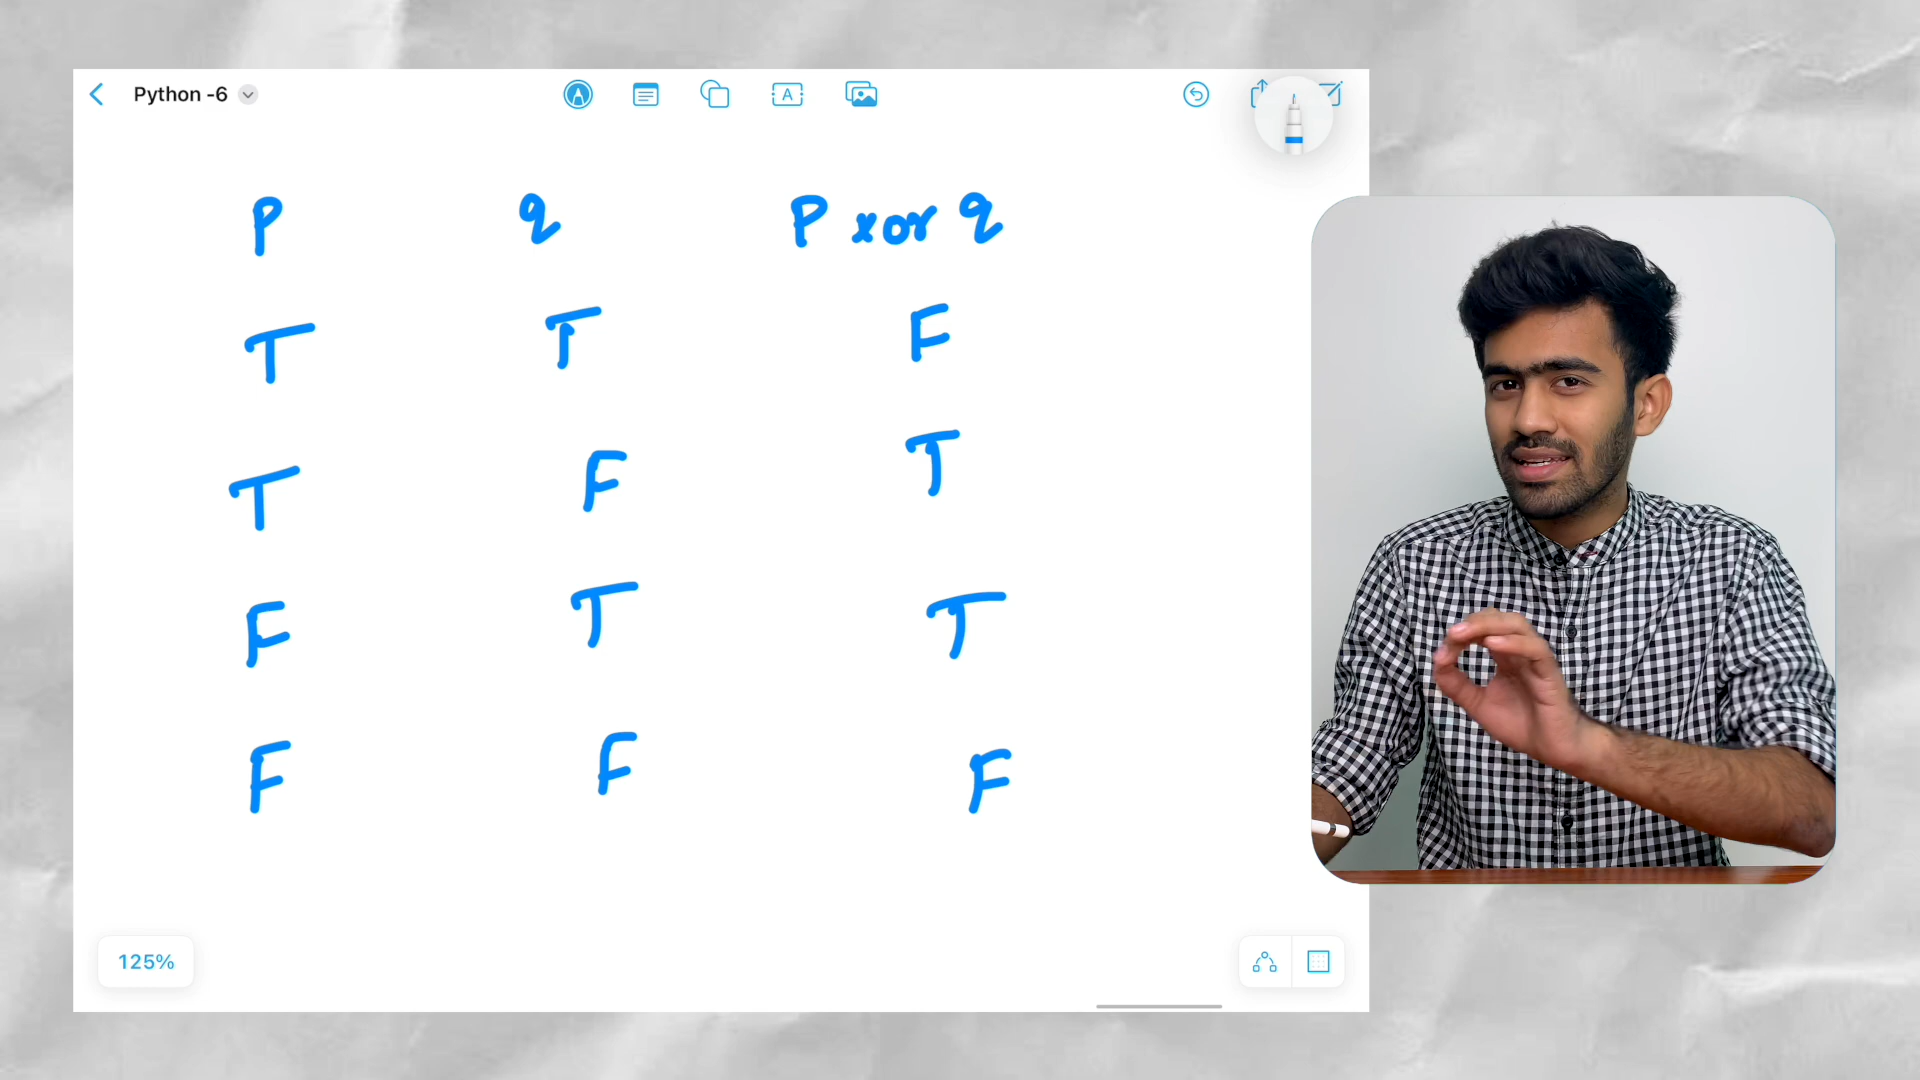 Python -6
A
P q P xor q
T T F
T F T
F T T
F F F
125%